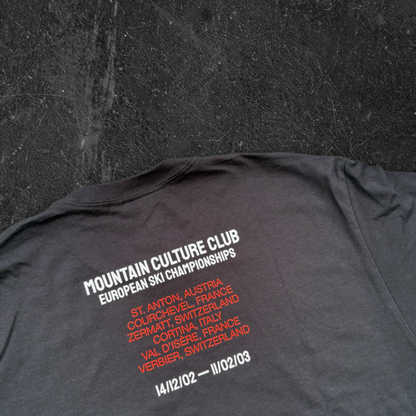 MOUNTAIN CULTURE CLUB
EUROPEAN SKI CHAMPIONSHIPS
ST. ANTON, AUSTRIA
COURCHEVEL, FRANCE
ZERMATT, SWITZERLAND
CORTINA, ITALY
VAL D'ISÈRE, FRANCE
VERBIER, SWITZERLAND
14/12/02 — 11/02/03